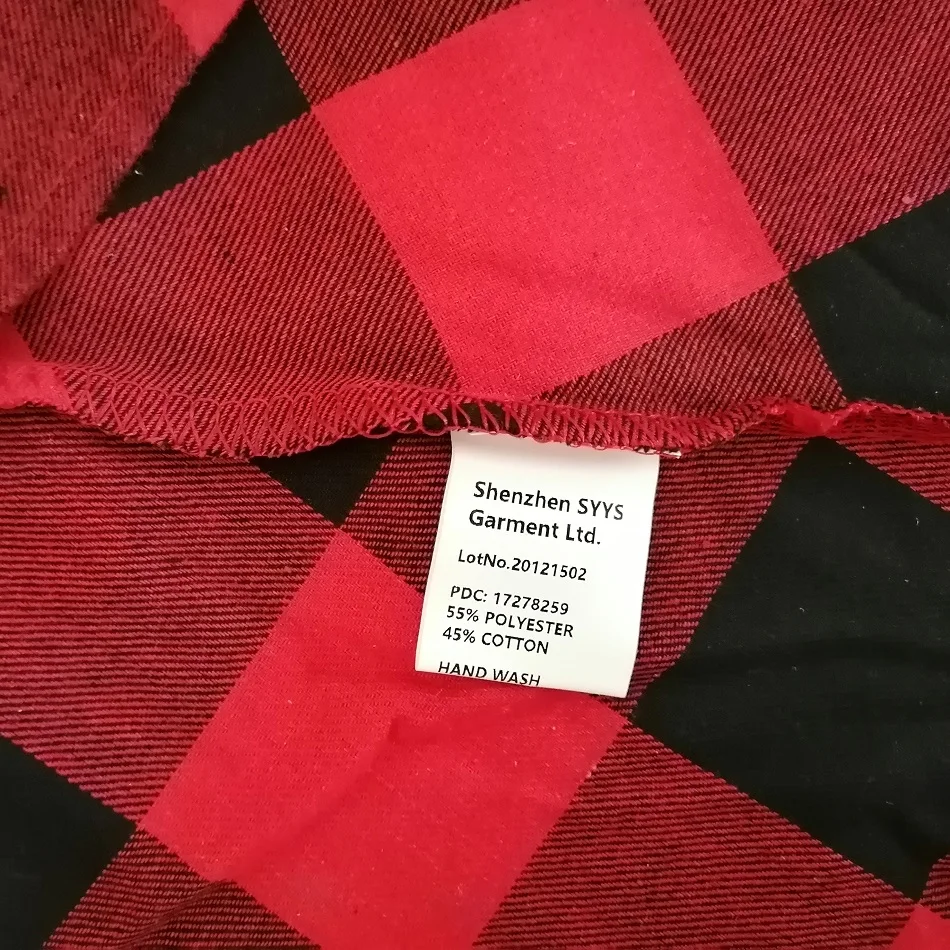 Shenzhen SYYS
Garment Ltd.
LotNo.20121502
PDC: 17278259
55% POLYESTER
45% COTTON
HAND WASH